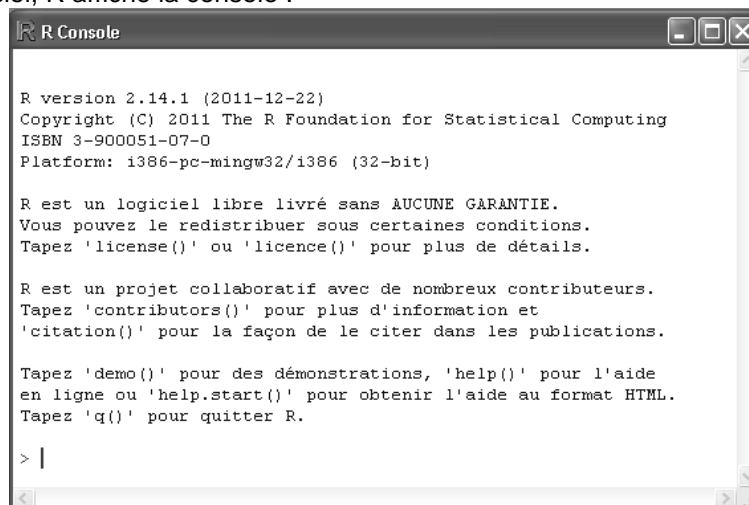 R affiche la console :
R Console
R version 2.14.1 (2011-12-22)
Copyright (C) 2011 The R Foundation for Statistical Computing
ISBN 3-900051-07-0
Platform: i386-pc-mingw32/i386 (32-bit)
R est un logiciel libre livré sans AUCUNE GARANTIE.
Vous pouvez le redistribuer sous certaines conditions.
Tapez 'license()' ou 'licence()' pour plus de détails.
R est un projet collaboratif avec de nombreux contributeurs.
Tapez 'contributors()' pour plus d'information et
'citation()' pour la façon de le citer dans les publications.
Tapez 'demo()' pour des démonstrations, 'help()' pour l'aide
en ligne ou 'help.start()' pour obtenir l'aide au format HTML.
Tapez 'q()' pour quitter R.
>